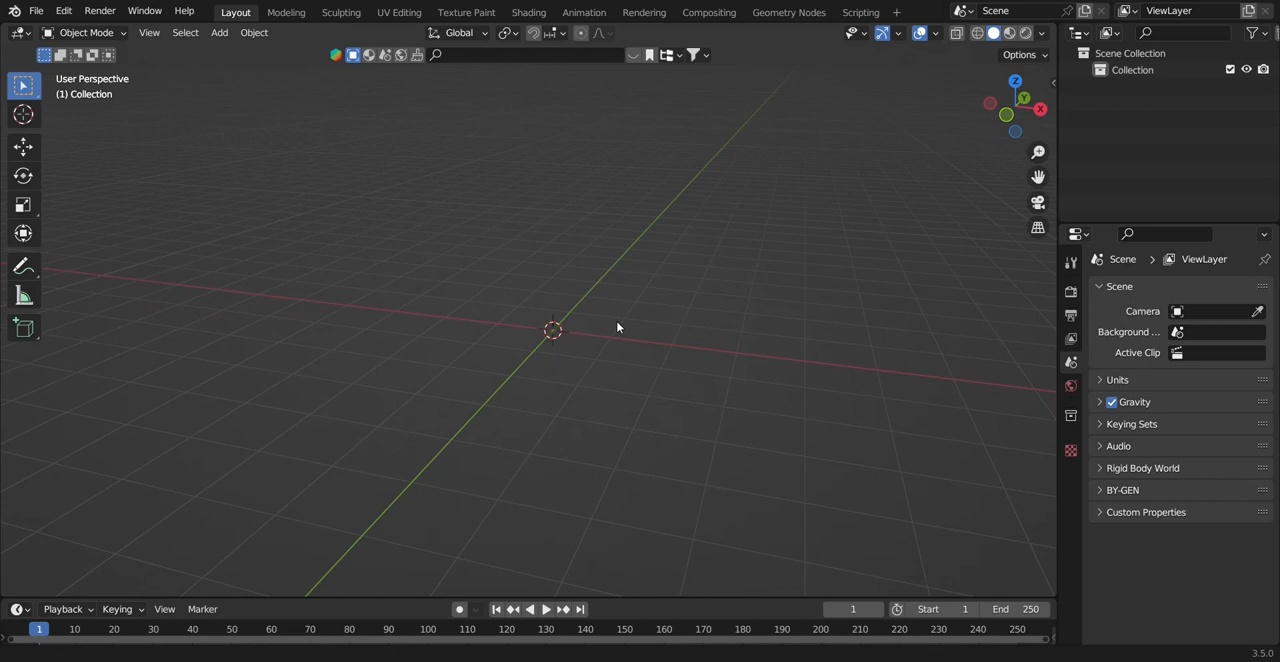 File Edit Render Window Help Layout Modeling Sculpting UV Editing Texture Paint Shading Animation Rendering Compositing Geometry Nodes Scripting + Scene ViewLayer
Object Mode View Select Add Object Global
Options
User Perspective
(1) Collection
Z
Y
X
Scene Collection
Collection
Scene > ViewLayer
Scene
Camera
Background ...
Active Clip
Units
Gravity
Keying Sets
Audio
Rigid Body World
BY-GEN
Custom Properties
Playback Keying View Marker 1 Start 1 End 250
1 10 20 30 40 50 60 70 80 90 100 110 120 130 140 150 160 170 180 190 200 210 220 230 240 250
3.5.0